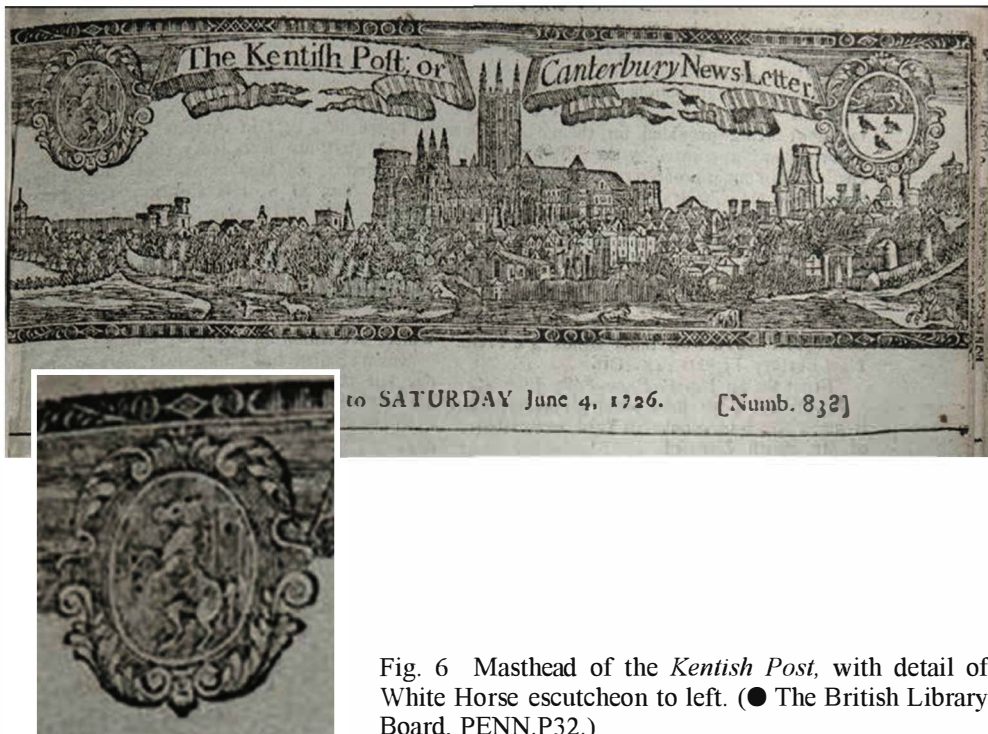 The Kentiſh Poſt; or Canterbury News-Letter.
to SATURDAY June 4, 1726. [Numb. 838]
Fig. 6 Masthead of the Kentish Post, with detail of
White Horse escutcheon to left. (● The British Library
Board, PENN.P32.)